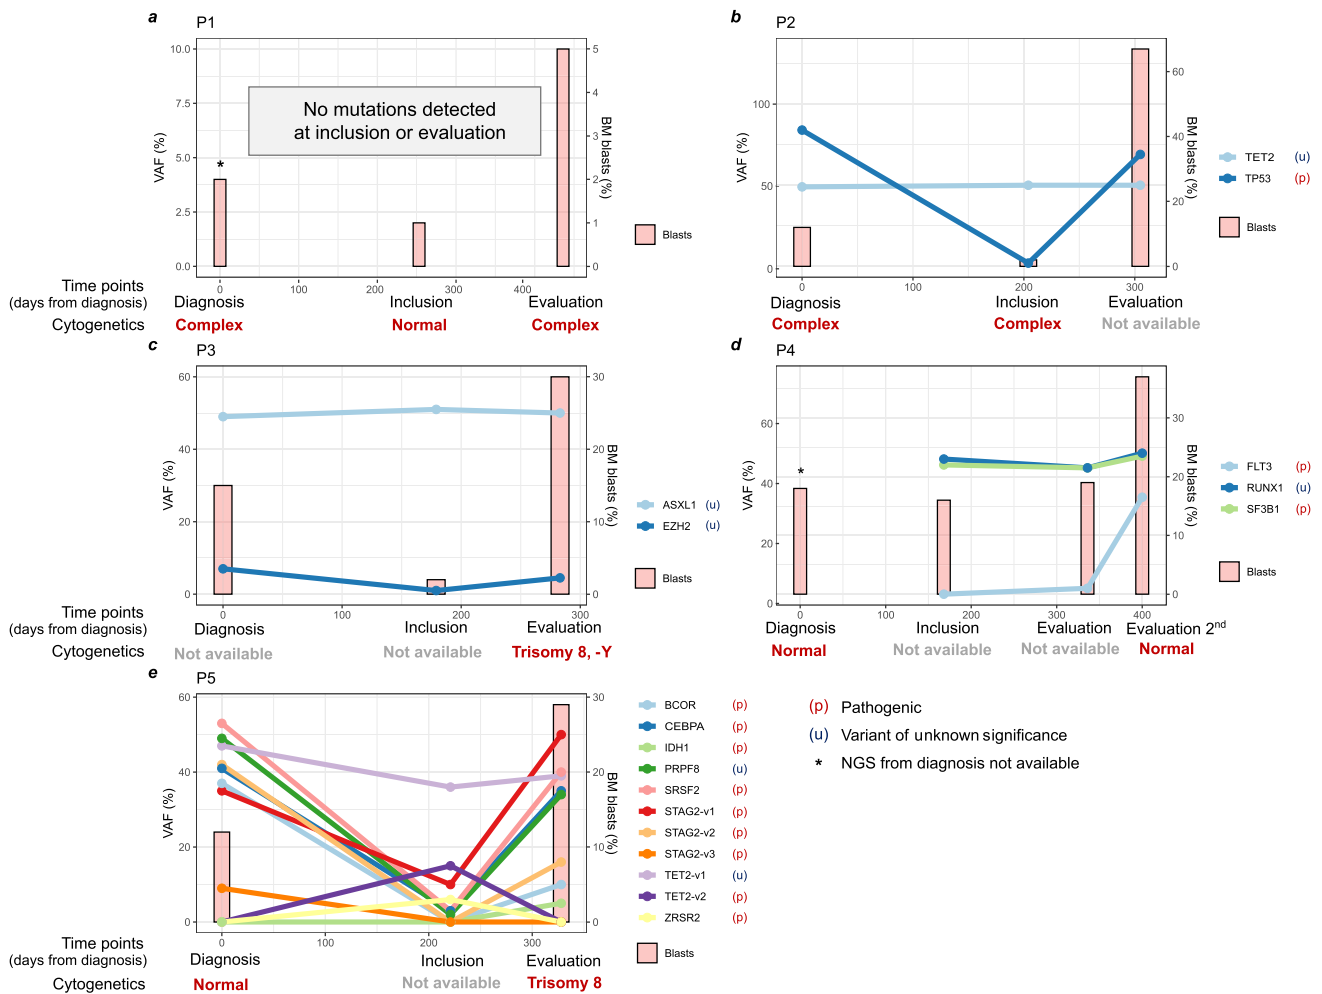 a
P1
10.0
7.5
5.0
2.5
0.0
VAF (%)
No mutations detected
at inclusion or evaluation
*
5
4
3
2
1
0
BM blasts (%)
Blasts
0 100 200 300 400
Time points
(days from diagnosis)
Diagnosis Inclusion Evaluation
Cytogenetics
Complex Normal Complex
b
P2
100
50
0
VAF (%)
60
40
20
0
BM blasts (%)
TET2 (u)
TP53 (p)
Blasts
0 100 200 300
Diagnosis Inclusion Evaluation
Complex Complex Not available
c
P3
60
40
20
0
VAF (%)
30
20
10
0
BM blasts (%)
ASXL1 (u)
EZH2 (u)
Blasts
0 100 200 300
Time points
(days from diagnosis)
Diagnosis Inclusion Evaluation
Cytogenetics
Not available Not available Trisomy 8, -Y
d
P4
60
40
20
0
VAF (%)
*
30
20
10
0
BM blasts (%)
FLT3 (p)
RUNX1 (u)
SF3B1 (p)
Blasts
0 100 200 300 400
Diagnosis Inclusion Evaluation Evaluation 2nd
Normal Not available Not available Normal
e
P5
60
40
20
0
VAF (%)
30
20
10
0
BM blasts (%)
BCOR (p)
CEBPA (p)
IDH1 (p)
PRPF8 (u)
SRSF2 (p)
STAG2-v1 (p)
STAG2-v2 (p)
STAG2-v3 (p)
TET2-v1 (u)
TET2-v2 (p)
ZRSR2 (p)
Blasts
0 100 200 300
Time points
(days from diagnosis)
Diagnosis Inclusion Evaluation
Cytogenetics
Normal Not available Trisomy 8
(p) Pathogenic
(u) Variant of unknown significance
* NGS from diagnosis not available